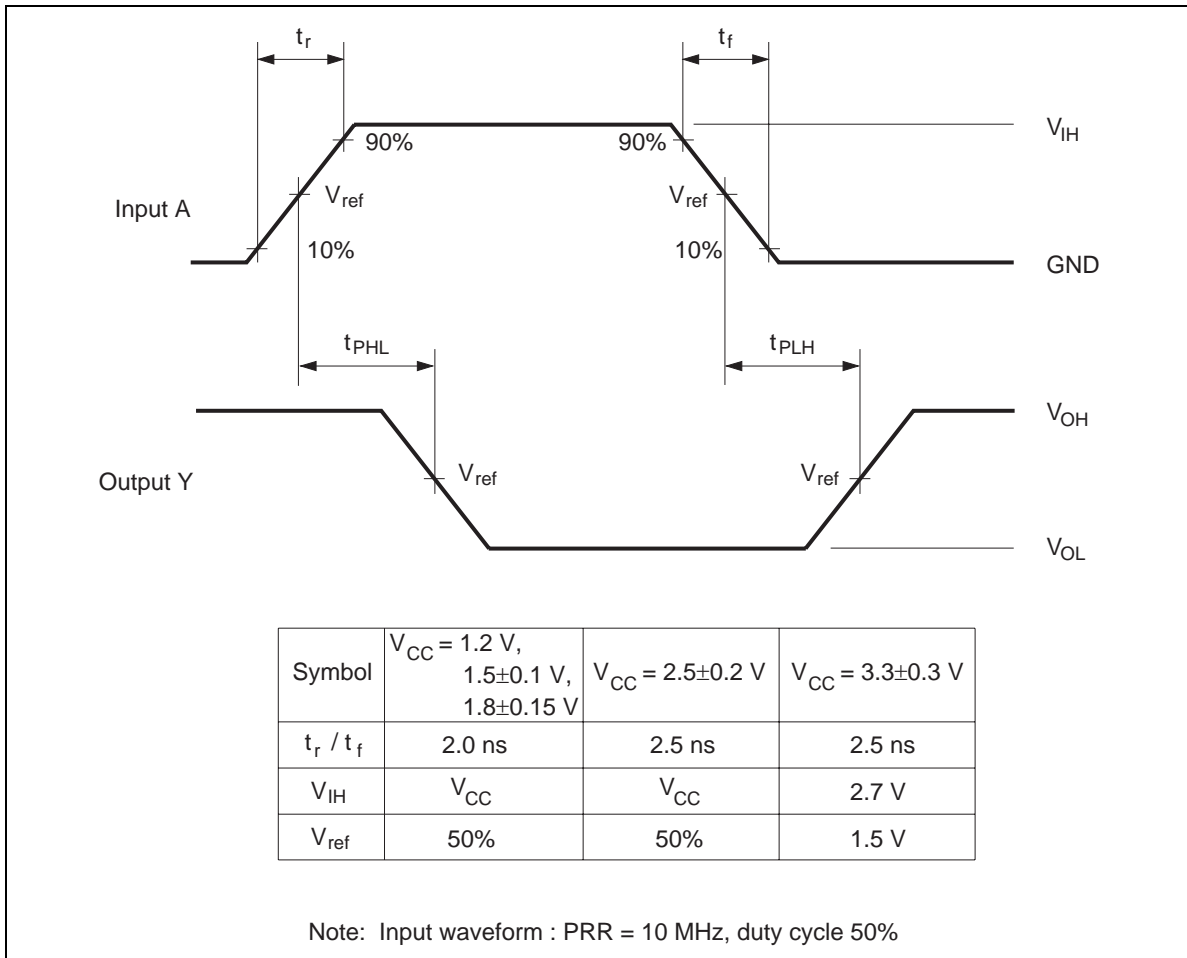 tr
tf
VIH
90%
90%
Vref
Vref
Input A
10%
10%
GND
tPHL
tPLH
VOH
Output Y
Vref
Vref
VOL
Symbol
VCC = 1.2 V,
1.5±0.1 V,
1.8±0.15 V
VCC = 2.5±0.2 V
VCC = 3.3±0.3 V
tr / tf
2.0 ns
2.5 ns
2.5 ns
VIH
VCC
VCC
2.7 V
Vref
50%
50%
1.5 V
Note: Input waveform : PRR = 10 MHz, duty cycle 50%